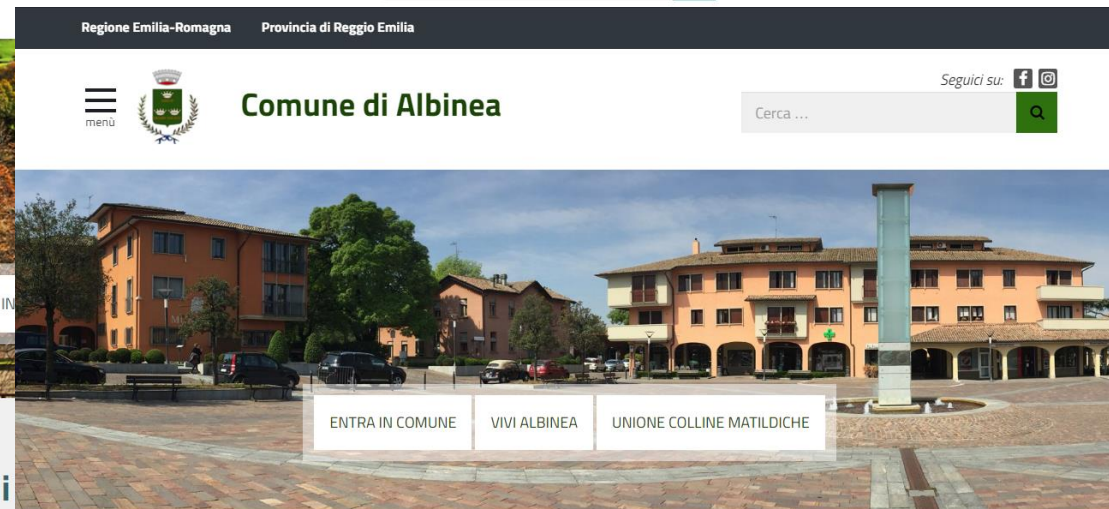 Regione Emilia-Romagna Provincia di Reggio Emilia
Seguici su:
menù
Comune di Albinea
Cerca ...
IN
ENTRA IN COMUNE VIVI ALBINEA UNIONE COLLINE MATILDICHE
i